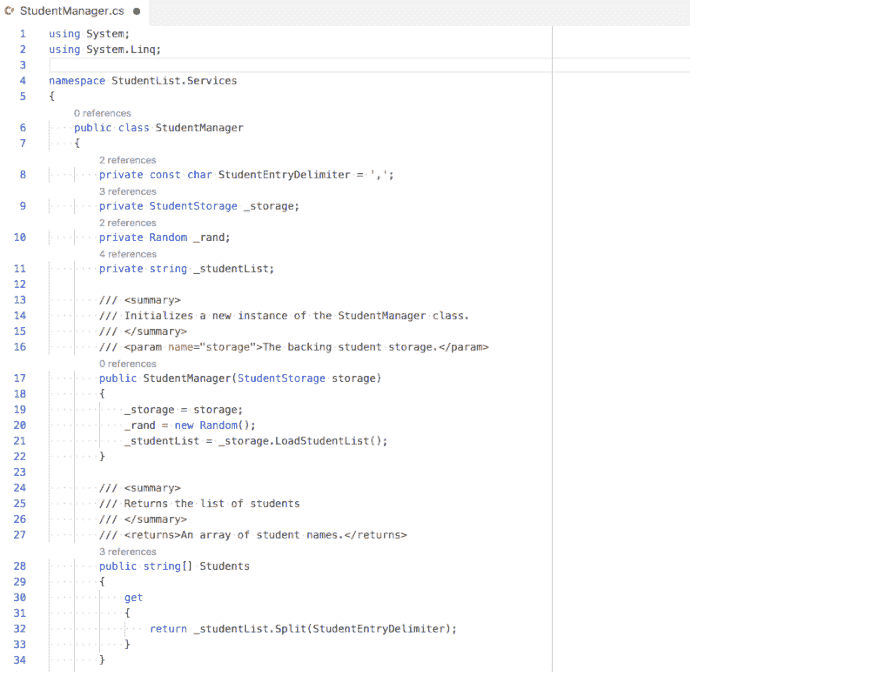 C# StudentManager.cs ●
1 using System;
2 using System.Linq;
3
4 namespace StudentList.Services
5 {
0 references
6 public class StudentManager
7 {
2 references
8 private const char StudentEntryDelimiter = ',';
3 references
9 private StudentStorage _storage;
2 references
10 private Random _rand;
4 references
11 private string _studentList;
12
13 /// <summary>
14 /// Initializes a new instance of the StudentManager class.
15 /// </summary>
16 /// <param name="storage">The backing student storage.</param>
0 references
17 public StudentManager(StudentStorage storage)
18 {
19 _storage = storage;
20 _rand = new Random();
21 _studentList = _storage.LoadStudentList();
22 }
23
24 /// <summary>
25 /// Returns the list of students
26 /// </summary>
27 /// <returns>An array of student names.</returns>
3 references
28 public string[] Students
29 {
30 get
31 {
32 return _studentList.Split(StudentEntryDelimiter);
33 }
34 }